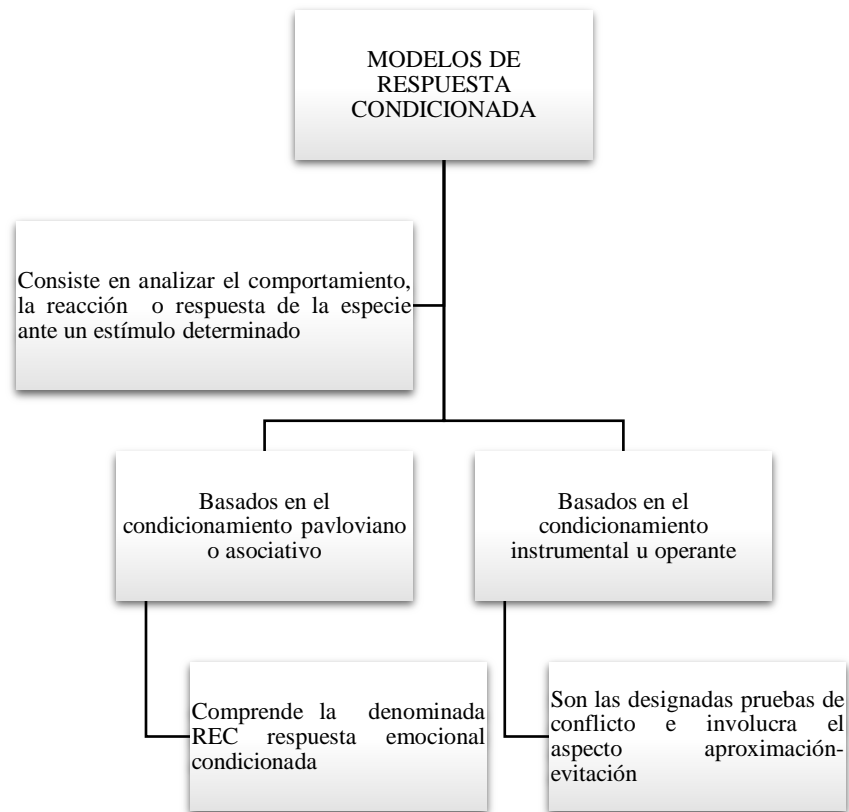 MODELOS DE
RESPUESTA
CONDICIONADA
Consiste en analizar el comportamiento,
la reacción o respuesta de la especie
ante un estímulo determinado
Basados en el
condicionamiento pavloviano
o asociativo
Basados en el
condicionamiento
instrumental u operante
Comprende la denominada
REC respuesta emocional
condicionada
Son las designadas pruebas de
conflicto e involucra el
aspecto aproximación-
evitación